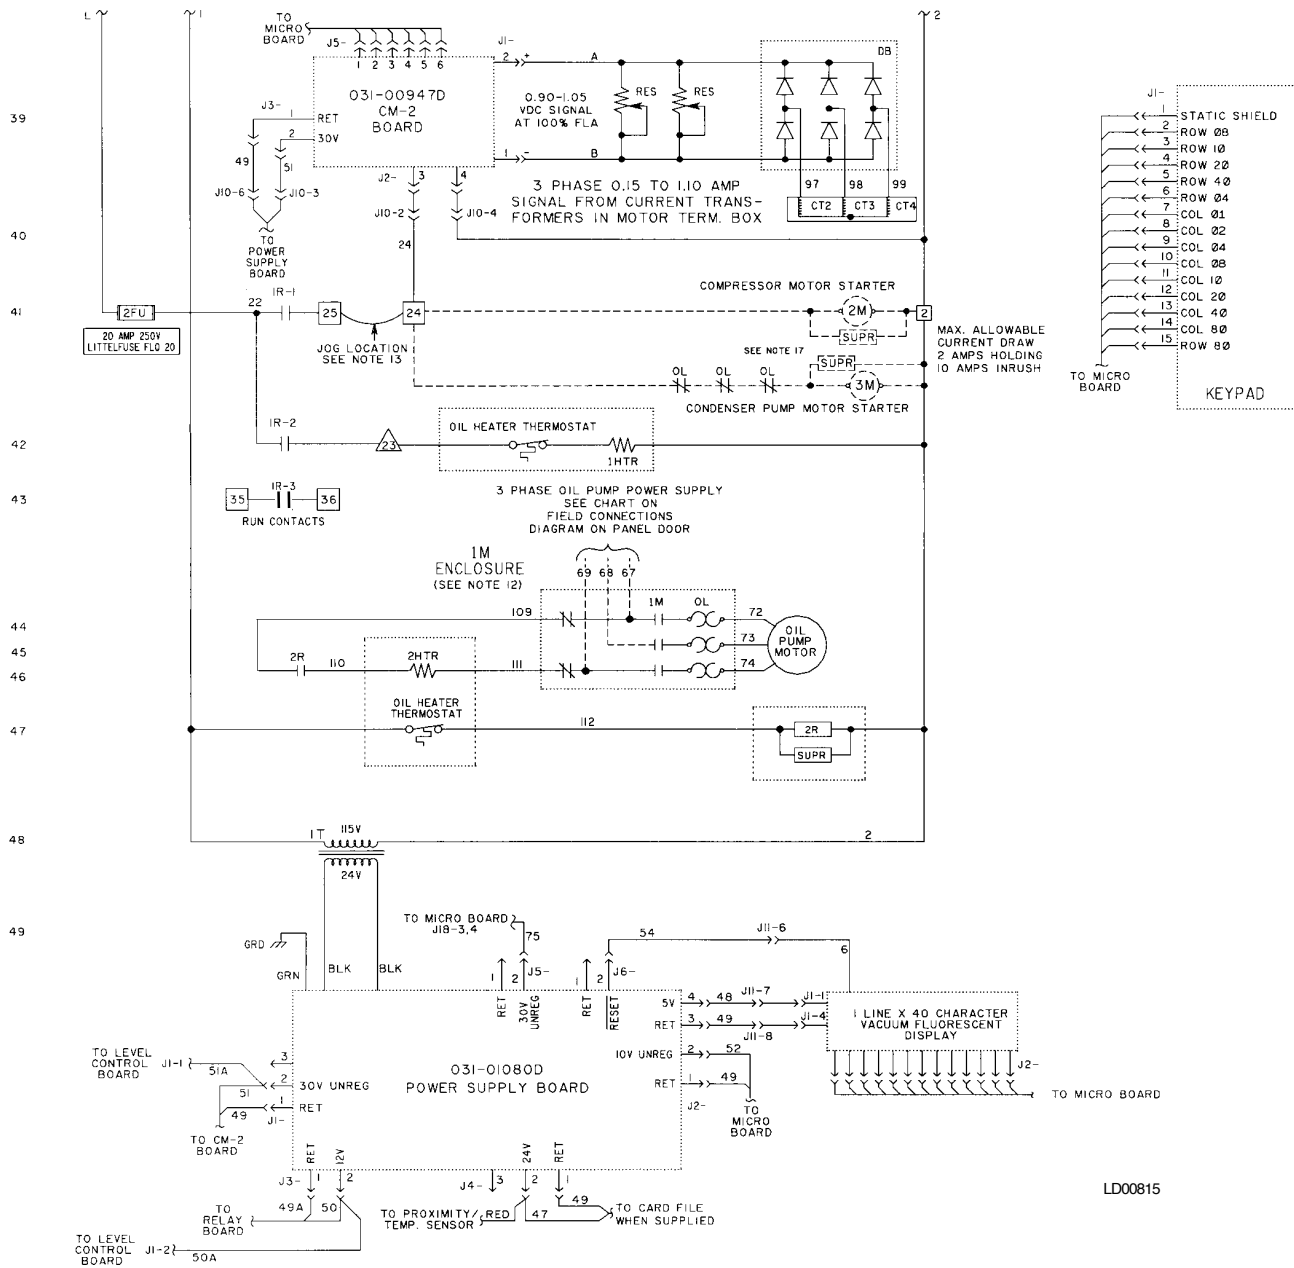 L
1
2
TO
MICRO
BOARD
J5-
1 2 3 4 5 6
J1-
2 +
A
DB
031-00947D
CM-2
BOARD
J3-
1
RET
2
30V
0.90-1.05
VDC SIGNAL
AT 100% FLA
RES
RES
1 -
B
39
49
51
J10-6
J10-3
J2-
3
4
J10-2
J10-4
3 PHASE 0.15 TO 1.10 AMP
SIGNAL FROM CURRENT TRANS-
FORMERS IN MOTOR TERM. BOX
97 98 99
CT2 CT3 CT4
40
TO
POWER
SUPPLY
BOARD
24
J1-
1 STATIC SHIELD
2 ROW 08
3 ROW 10
4 ROW 20
5 ROW 40
6 ROW 04
7 COL 01
8 COL 02
9 COL 04
10 COL 08
11 COL 10
12 COL 20
13 COL 40
14 COL 80
15 ROW 80
TO MICRO
BOARD
KEYPAD
41
2FU
20 AMP 250V
LITTELFUSE FLQ 20
22
1R-1
25
24
JOG LOCATION
SEE NOTE 13
COMPRESSOR MOTOR STARTER
2M
SUPR
2
MAX. ALLOWABLE
CURRENT DRAW
2 AMPS HOLDING
10 AMPS INRUSH
SEE NOTE 17
SUPR
OL OL OL
3M
CONDENSER PUMP MOTOR STARTER
42
1R-2
23
OIL HEATER THERMOSTAT
1HTR
43
35
1R-3
36
RUN CONTACTS
3 PHASE OIL PUMP POWER SUPPLY
SEE CHART ON
FIELD CONNECTIONS
DIAGRAM ON PANEL DOOR
1M
ENCLOSURE
(SEE NOTE 12)
69 68 67
44
109
1M
OL
72
OIL
PUMP
MOTOR
45
73
46
2R
110
2HTR
111
74
OIL HEATER
THERMOSTAT
47
112
2R
SUPR
48
1T
115V
2
24V
49
TO MICRO BOARD
J18-3,4
75
54
J11-6
6
GRD
GRN
BLK
BLK
1
2
J5-
1
2
J6-
RET
30V
UNREG
RET
RESET
5V
4
48
J11-7
J1-1
RET
3
49
J11-8
J1-4
1 LINE X 40 CHARACTER
VACUUM FLUORESCENT
DISPLAY
10V UNREG
2
52
RET
1
49
J2-
TO
MICRO
BOARD
J2-
TO MICRO BOARD
TO LEVEL
CONTROL
BOARD
J1-1
51A
3
51
2
30V UNREG
49
1
RET
J1-
TO CM-2
BOARD
031-01080D
POWER SUPPLY BOARD
RET
12V
24V
RET
J3-
1
2
J4-
3
2
1
49A
50
TO
RELAY
BOARD
TO PROXIMITY/
TEMP. SENSOR
RED
47
49
TO CARD FILE
WHEN SUPPLIED
TO LEVEL
CONTROL
BOARD
J1-2
50A
LD00815